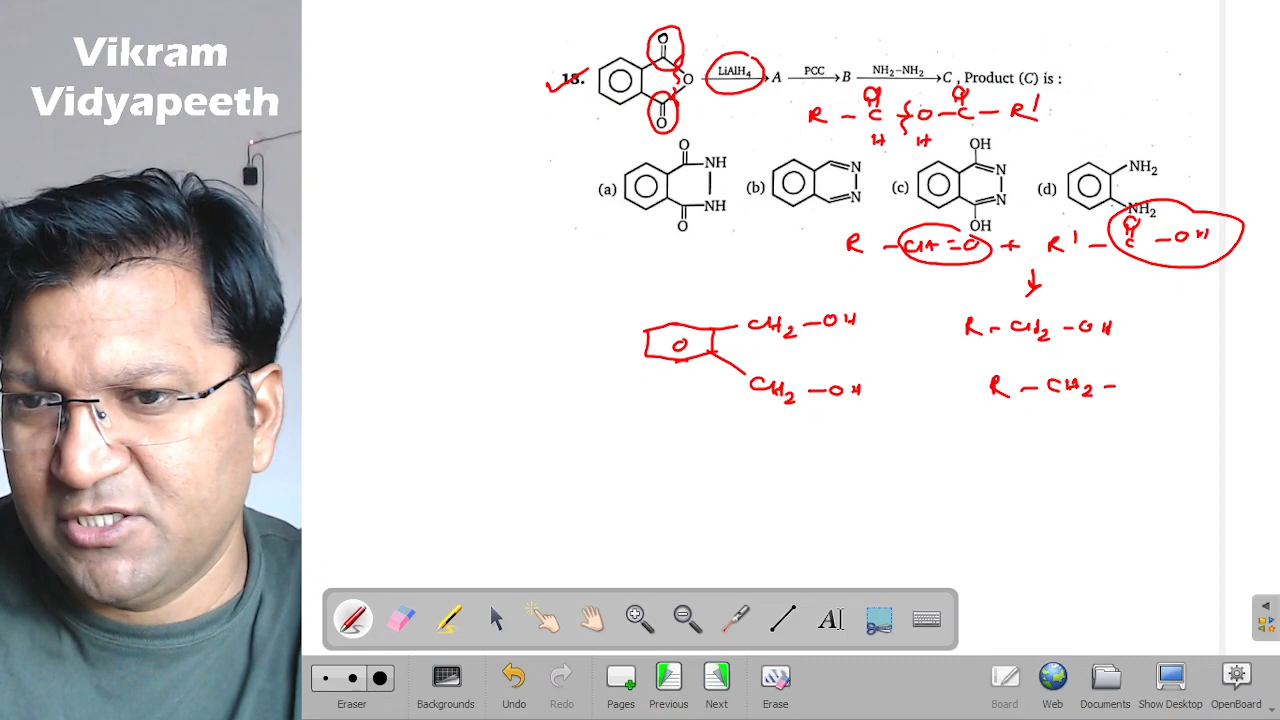 Vikram
Vidyapeeth
18.
O
O
O
LiAlH4
A
PCC
B
NH2–NH2
C , Product (C) is :
R – C – O – C – R'
O
O
H
H
(a)
O
NH
NH
O
(b)
N
N
(c)
OH
N
N
OH
(d)
NH2
NH2
R – CH = O + R' – C – OH
O
CH2 – OH
CH2 – OH
R – CH2 – OH
R – CH2 –
Eraser
Backgrounds
Undo
Redo
Pages
Previous
Next
Erase
Board
Web
Documents
Show Desktop
OpenBoard